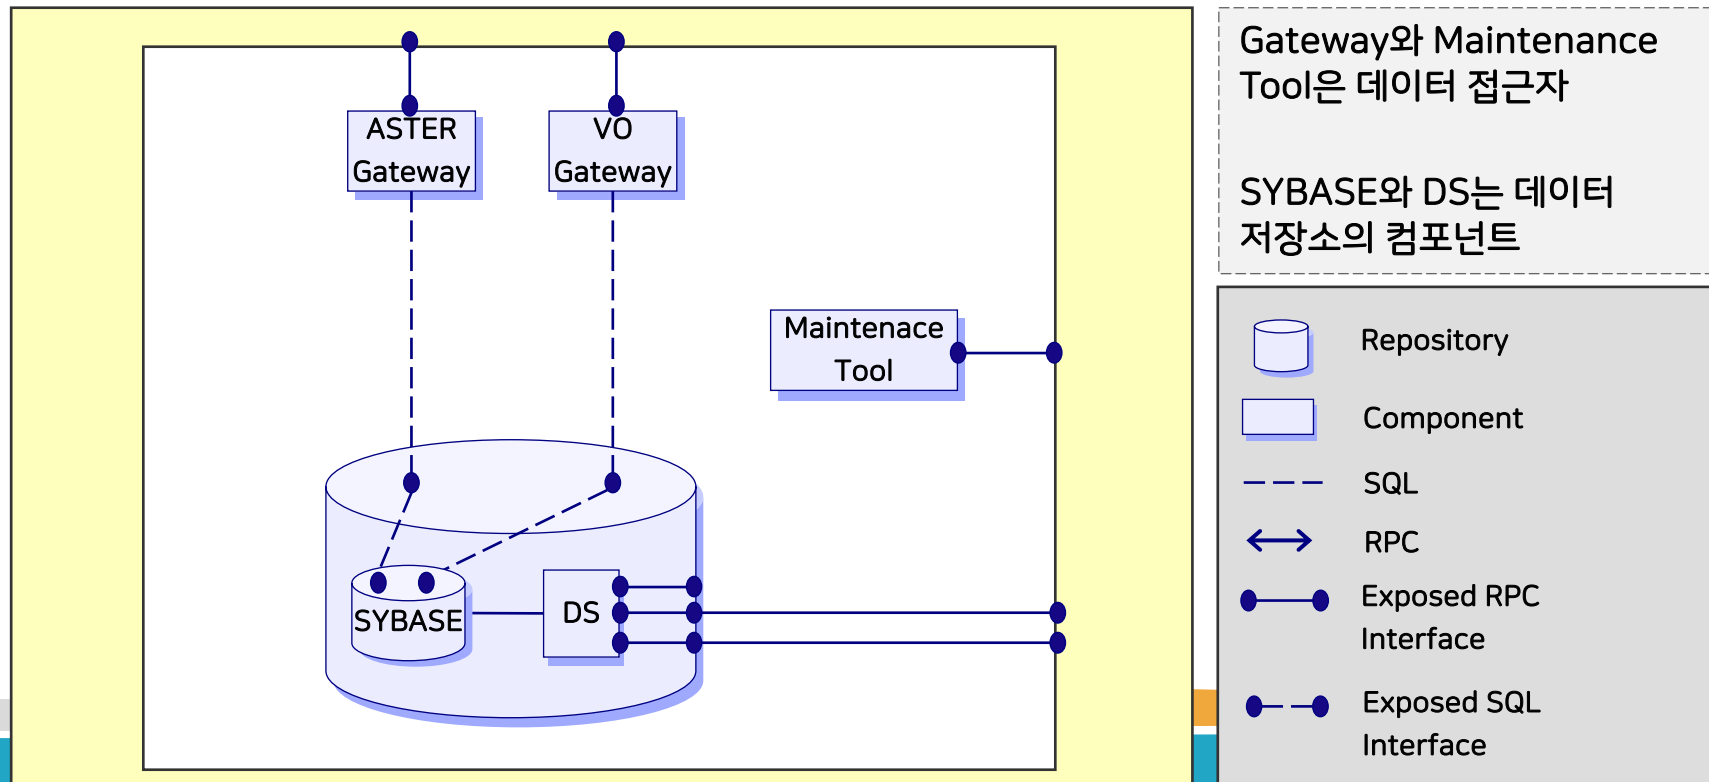 ASTER
Gateway
VO
Gateway
Maintenace
Tool
SYBASE
DS
Gateway와 Maintenance
Tool은 데이터 접근자
SYBASE와 DS는 데이터
저장소의 컴포넌트
Repository
Component
SQL
RPC
Exposed RPC
Interface
Exposed SQL
Interface